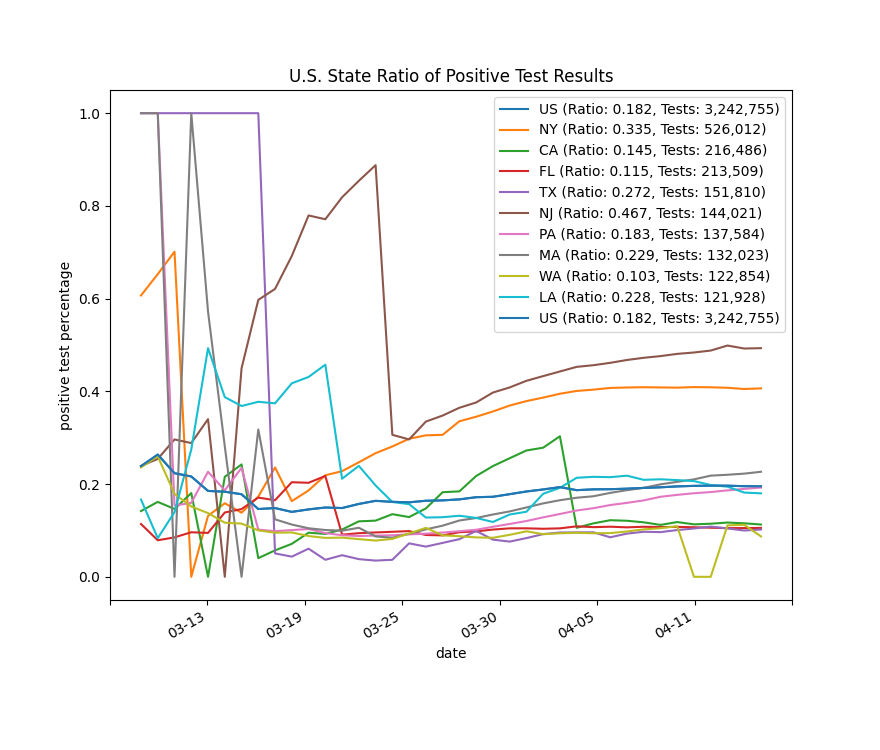 U.S. State Ratio of Positive Test Results
positive test percentage
1.0
0.8
0.6
0.4
0.2
0.0
US (Ratio: 0.182, Tests: 3,242,755)
NY (Ratio: 0.335, Tests: 526,012)
CA (Ratio: 0.145, Tests: 216,486)
FL (Ratio: 0.115, Tests: 213,509)
TX (Ratio: 0.272, Tests: 151,810)
NJ (Ratio: 0.467, Tests: 144,021)
PA (Ratio: 0.183, Tests: 137,584)
MA (Ratio: 0.229, Tests: 132,023)
WA (Ratio: 0.103, Tests: 122,854)
LA (Ratio: 0.228, Tests: 121,928)
US (Ratio: 0.182, Tests: 3,242,755)
03-13 03-19 03-25 03-30 04-05 04-11
date